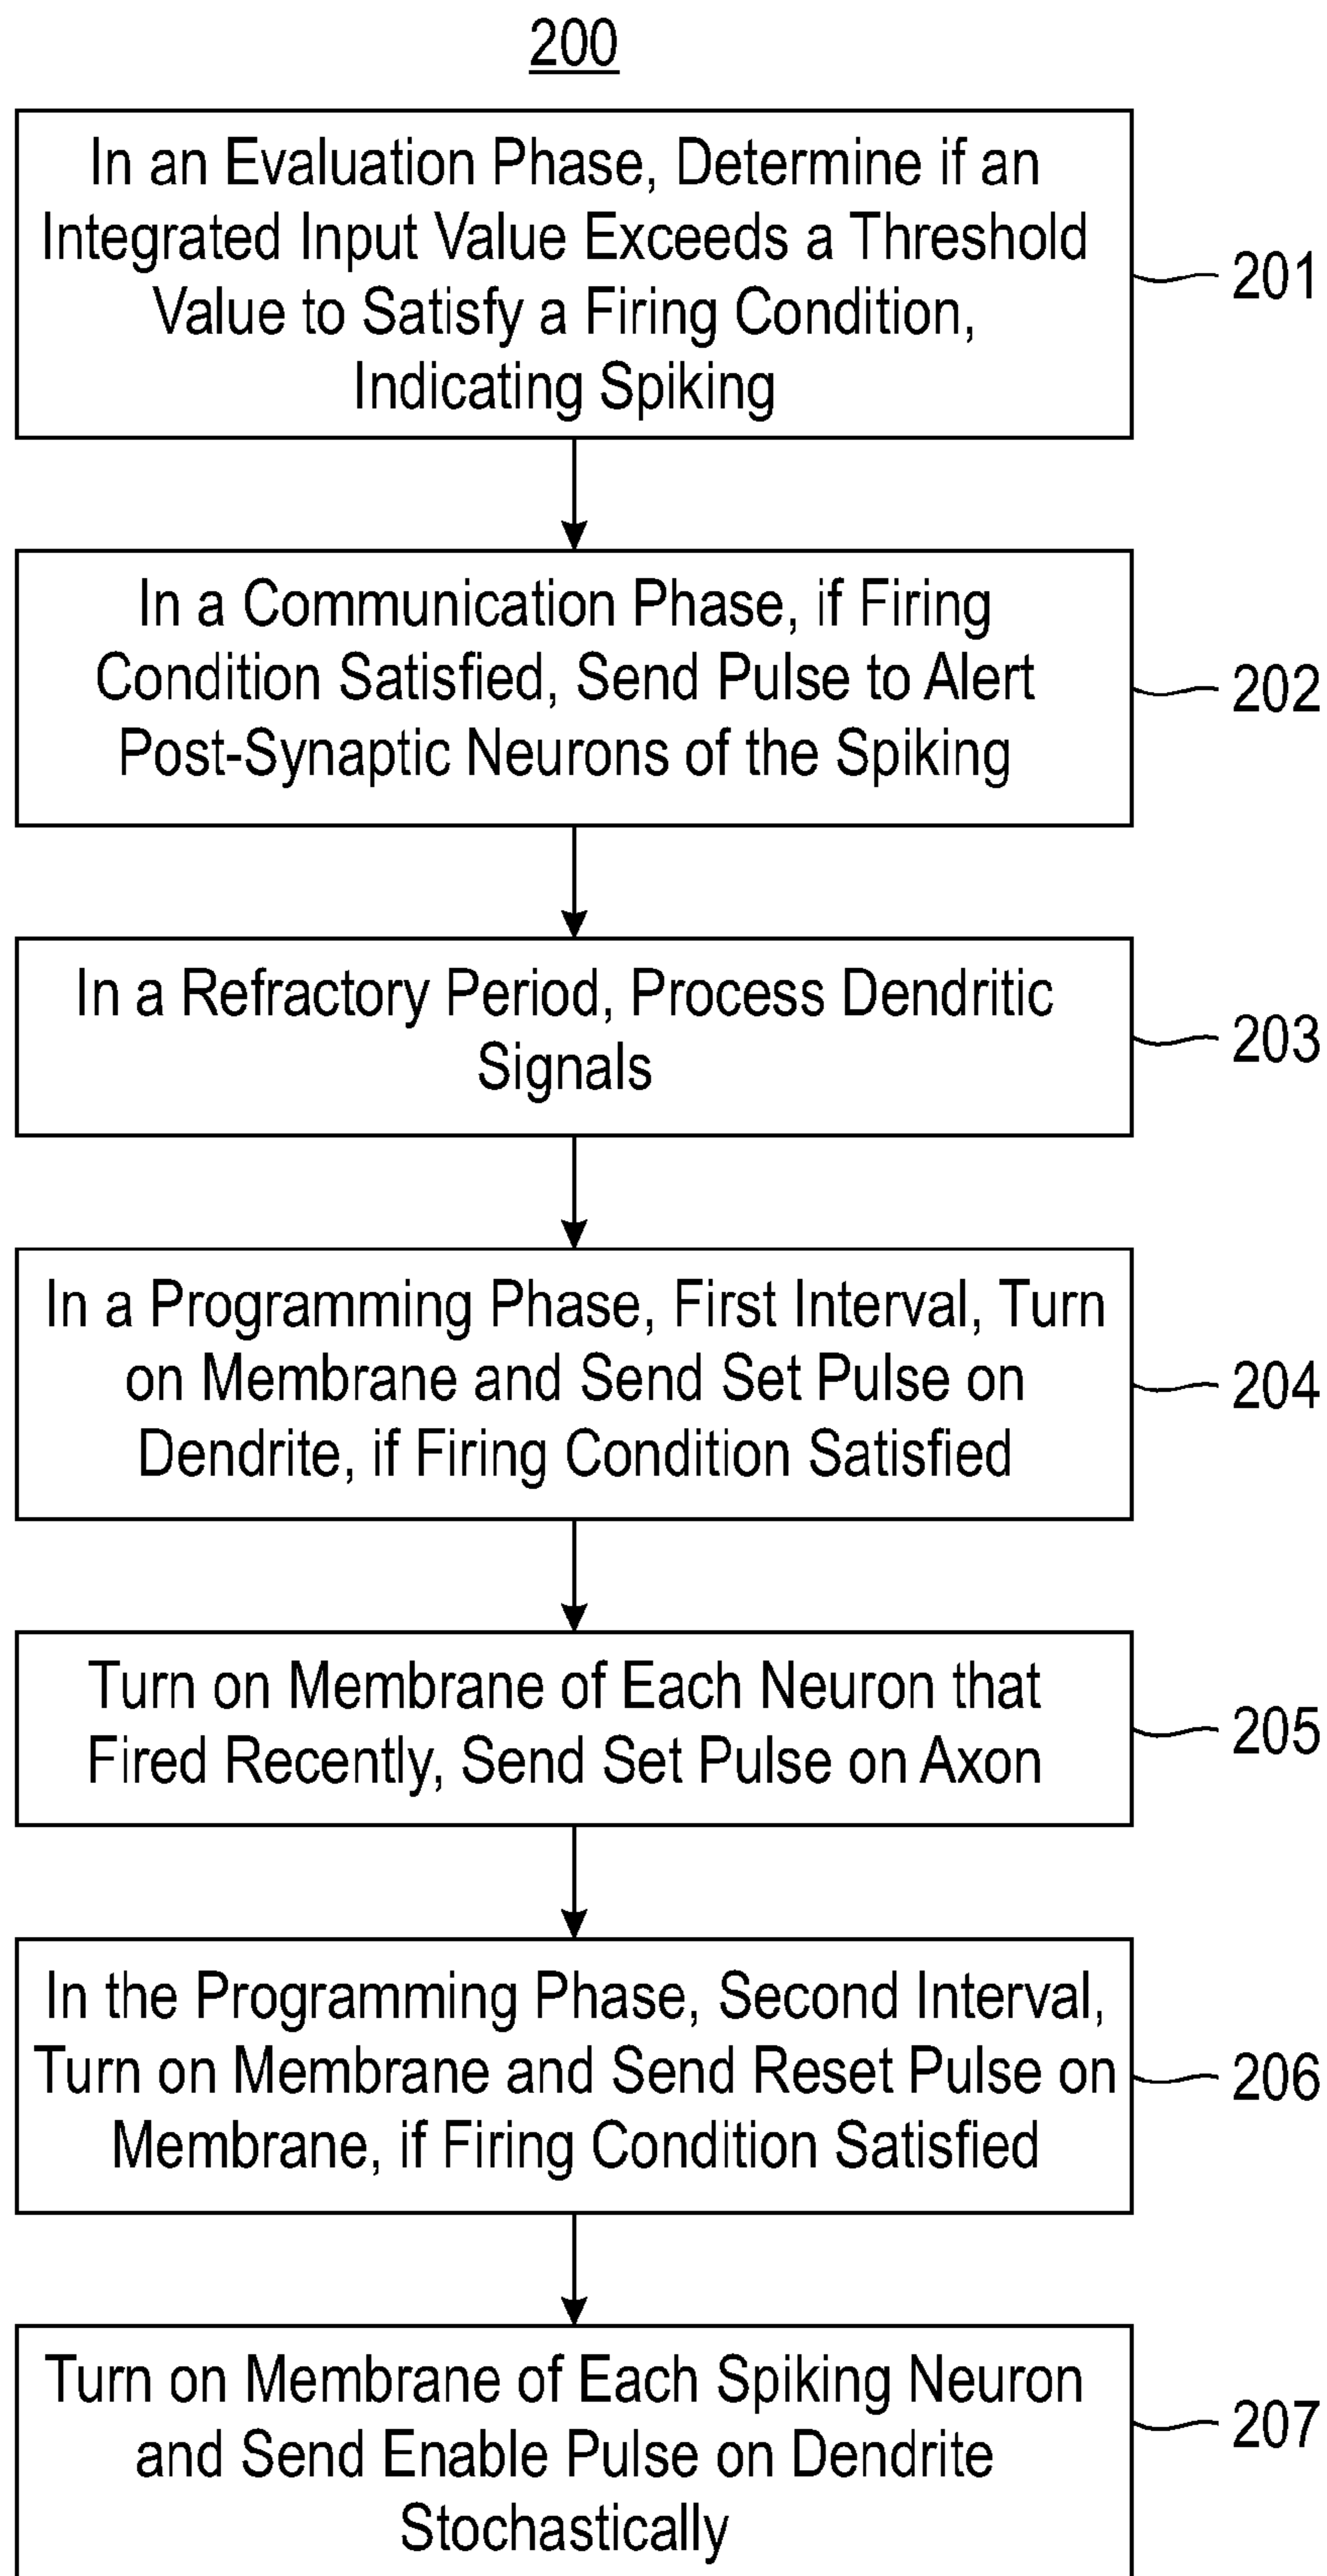 200
In an Evaluation Phase, Determine if an
Integrated Input Value Exceeds a Threshold
Value to Satisfy a Firing Condition,
Indicating Spiking
201
In a Communication Phase, if Firing
Condition Satisfied, Send Pulse to Alert
Post-Synaptic Neurons of the Spiking
202
In a Refractory Period, Process Dendritic
Signals
203
In a Programming Phase, First Interval, Turn
on Membrane and Send Set Pulse on
Dendrite, if Firing Condition Satisfied
204
Turn on Membrane of Each Neuron that
Fired Recently, Send Set Pulse on Axon
205
In the Programming Phase, Second Interval,
Turn on Membrane and Send Reset Pulse on
Membrane, if Firing Condition Satisfied
206
Turn on Membrane of Each Spiking Neuron
and Send Enable Pulse on Dendrite
Stochastically
207